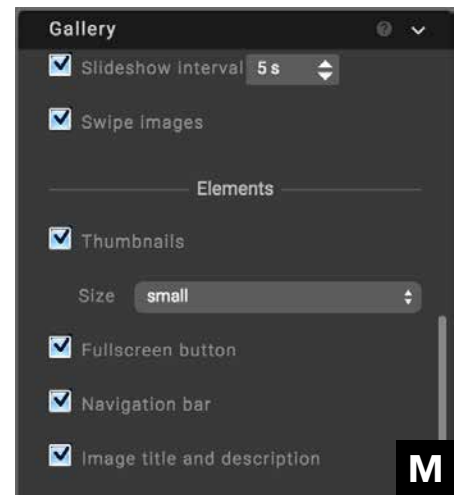 Gallery
Slideshow interval 5 s
Swipe images
Elements
Thumbnails
Size small
Fullscreen button
Navigation bar
Image title and description
M